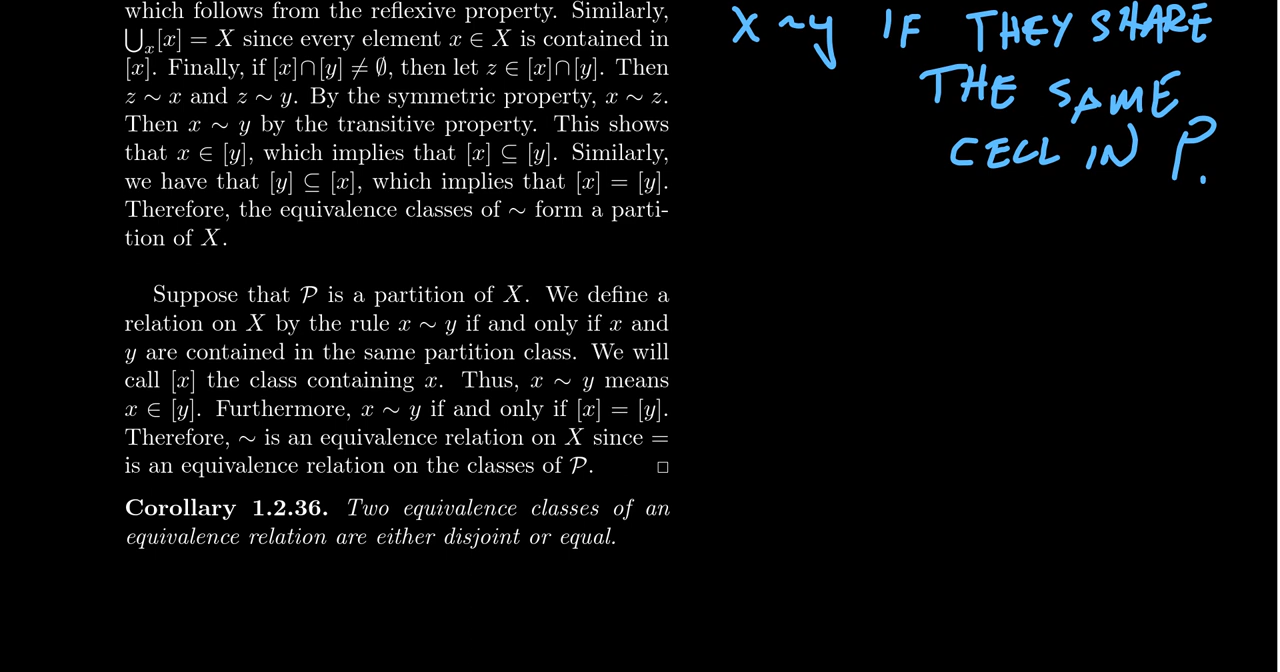 which follows from the reflexive property. Similarly,
⋃ₓ[x] = X since every element x ∈ X is contained in
[x]. Finally, if [x]∩[y] ≠ ∅, then let z ∈ [x]∩[y]. Then
z ∼ x and z ∼ y. By the symmetric property, x ∼ z.
Then x ∼ y by the transitive property. This shows
that x ∈ [y], which implies that [x] ⊆ [y]. Similarly,
we have that [y] ⊆ [x], which implies that [x] = [y].
Therefore, the equivalence classes of ∼ form a parti-
tion of X.
Suppose that 𝒫 is a partition of X. We define a
relation on X by the rule x ∼ y if and only if x and
y are contained in the same partition class. We will
call [x] the class containing x. Thus, x ∼ y means
x ∈ [y]. Furthermore, x ∼ y if and only if [x] = [y].
Therefore, ∼ is an equivalence relation on X since =
is an equivalence relation on the classes of 𝒫. □
Corollary 1.2.36. Two equivalence classes of an
equivalence relation are either disjoint or equal.
X ~ y IF THEY SHARE
THE SAME
CELL IN P.